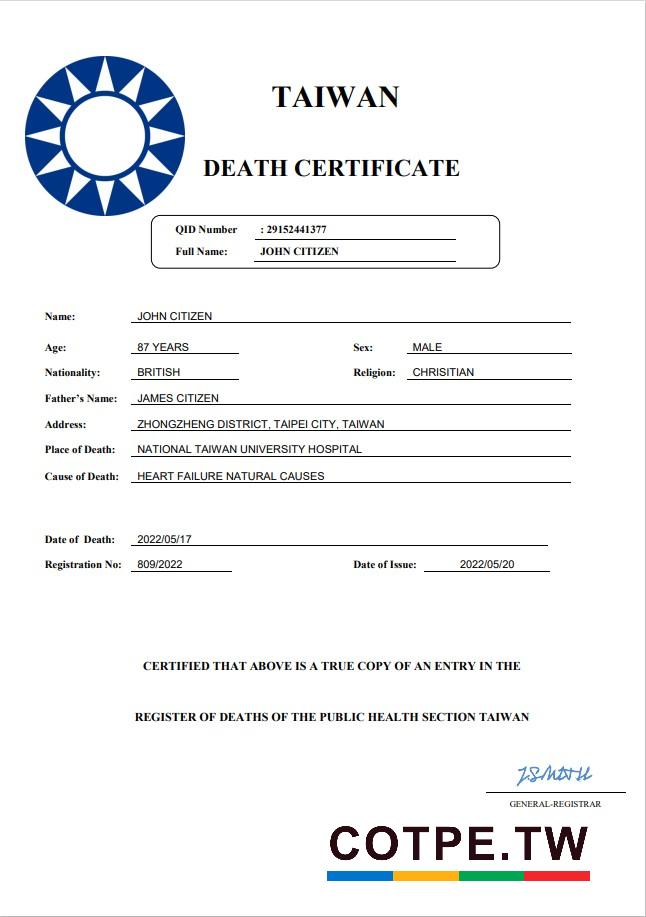 TAIWAN
DEATH CERTIFICATE
QID Number : 29152441377
Full Name: JOHN CITIZEN
Name: JOHN CITIZEN
Age: 87 YEARS Sex: MALE
Nationality: BRITISH Religion: CHRISITIAN
Father's Name: JAMES CITIZEN
Address: ZHONGZHENG DISTRICT, TAIPEI CITY, TAIWAN
Place of Death: NATIONAL TAIWAN UNIVERSITY HOSPITAL
Cause of Death: HEART FAILURE NATURAL CAUSES
Date of Death: 2022/05/17
Registration No: 809/2022 Date of Issue: 2022/05/20
CERTIFIED THAT ABOVE IS A TRUE COPY OF AN ENTRY IN THE
REGISTER OF DEATHS OF THE PUBLIC HEALTH SECTION TAIWAN
J.SMITH
GENERAL-REGISTRAR
COTPE.TW